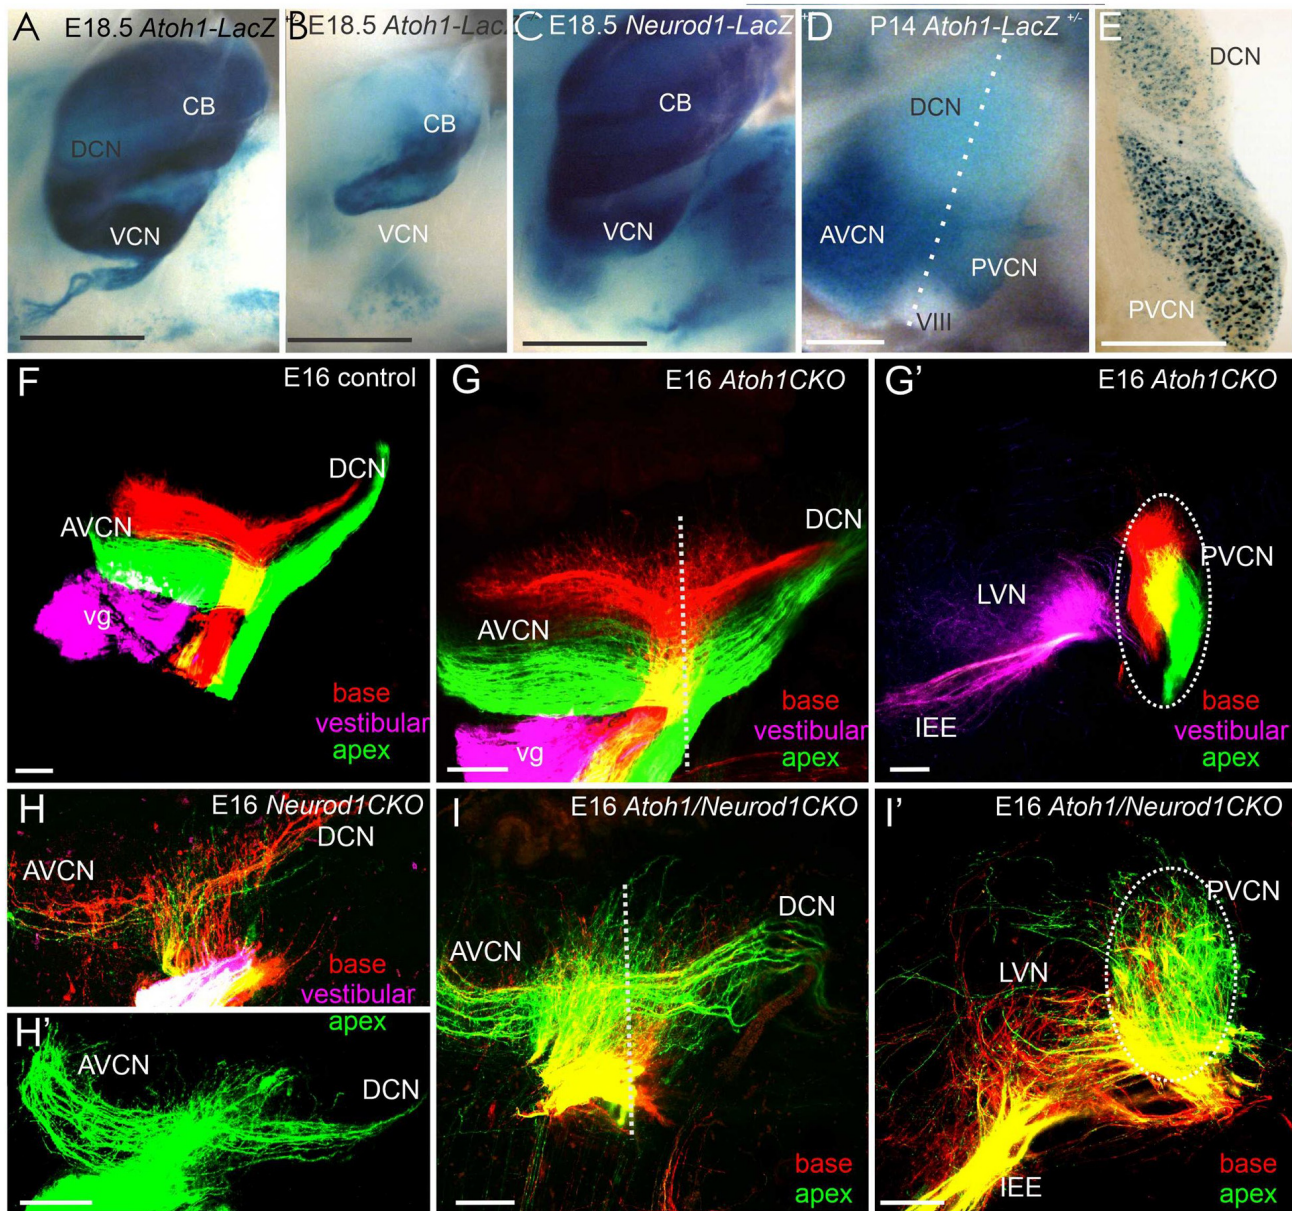 A E18.5 Atoh1-LacZ +/-
CB
DCN
VCN
B E18.5 Atoh1-LacZ
CB
VCN
C E18.5 Neurod1-LacZ +/-
CB
VCN
D P14 Atoh1-LacZ +/-
DCN
AVCN
PVCN
VIII
E
DCN
PVCN
F E16 control
DCN
AVCN
vg
base
vestibular
apex
G E16 Atoh1CKO
DCN
AVCN
vg
base
vestibular
apex
G' E16 Atoh1CKO
PVCN
LVN
IEE
base
vestibular
apex
H E16 Neurod1CKO
DCN
AVCN
base
vestibular
apex
H'
AVCN
DCN
I E16 Atoh1/Neurod1CKO
DCN
AVCN
base
apex
I' E16 Atoh1/Neurod1CKO
PVCN
LVN
IEE
base
apex